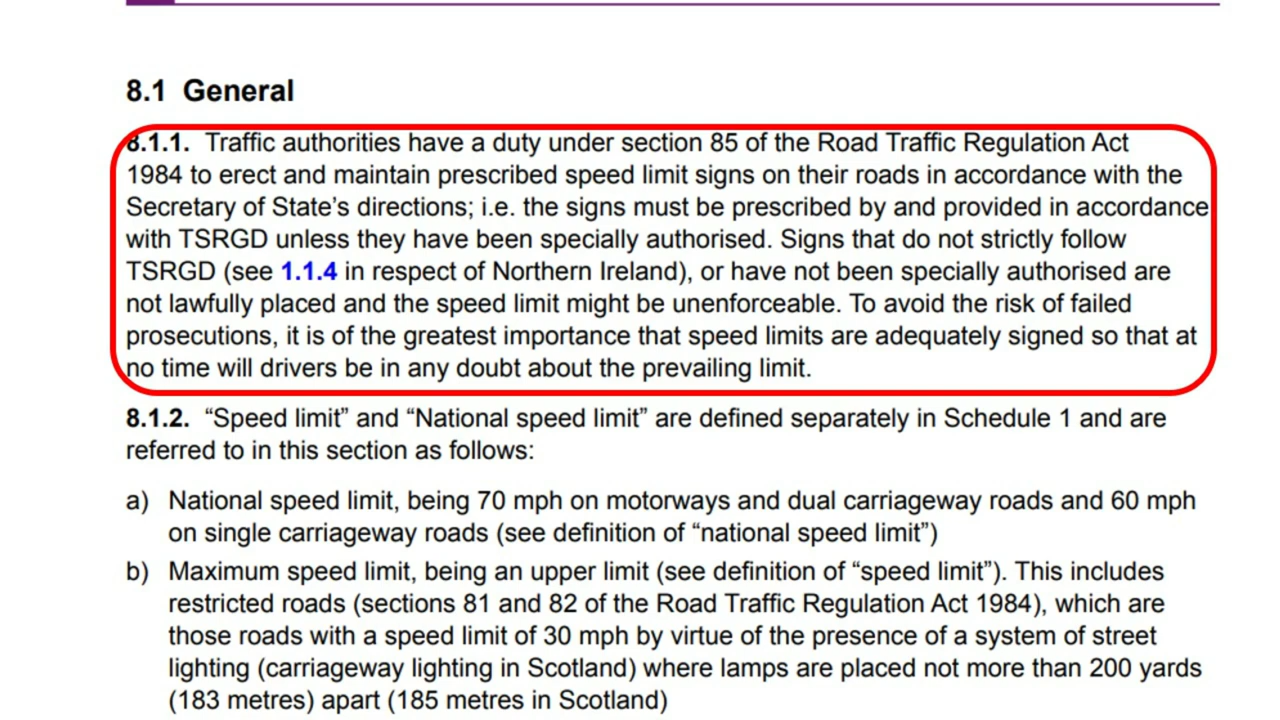 8.1 General
8.1.1. Traffic authorities have a duty under section 85 of the Road Traffic Regulation Act
1984 to erect and maintain prescribed speed limit signs on their roads in accordance with the
Secretary of State’s directions; i.e. the signs must be prescribed by and provided in accordance
with TSRGD unless they have been specially authorised. Signs that do not strictly follow
TSRGD (see 1.1.4 in respect of Northern Ireland), or have not been specially authorised are
not lawfully placed and the speed limit might be unenforceable. To avoid the risk of failed
prosecutions, it is of the greatest importance that speed limits are adequately signed so that at
no time will drivers be in any doubt about the prevailing limit.
8.1.2. “Speed limit” and “National speed limit” are defined separately in Schedule 1 and are
referred to in this section as follows:
a) National speed limit, being 70 mph on motorways and dual carriageway roads and 60 mph
on single carriageway roads (see definition of “national speed limit”)
b) Maximum speed limit, being an upper limit (see definition of “speed limit”). This includes
restricted roads (sections 81 and 82 of the Road Traffic Regulation Act 1984), which are
those roads with a speed limit of 30 mph by virtue of the presence of a system of street
lighting (carriageway lighting in Scotland) where lamps are placed not more than 200 yards
(183 metres) apart (185 metres in Scotland)